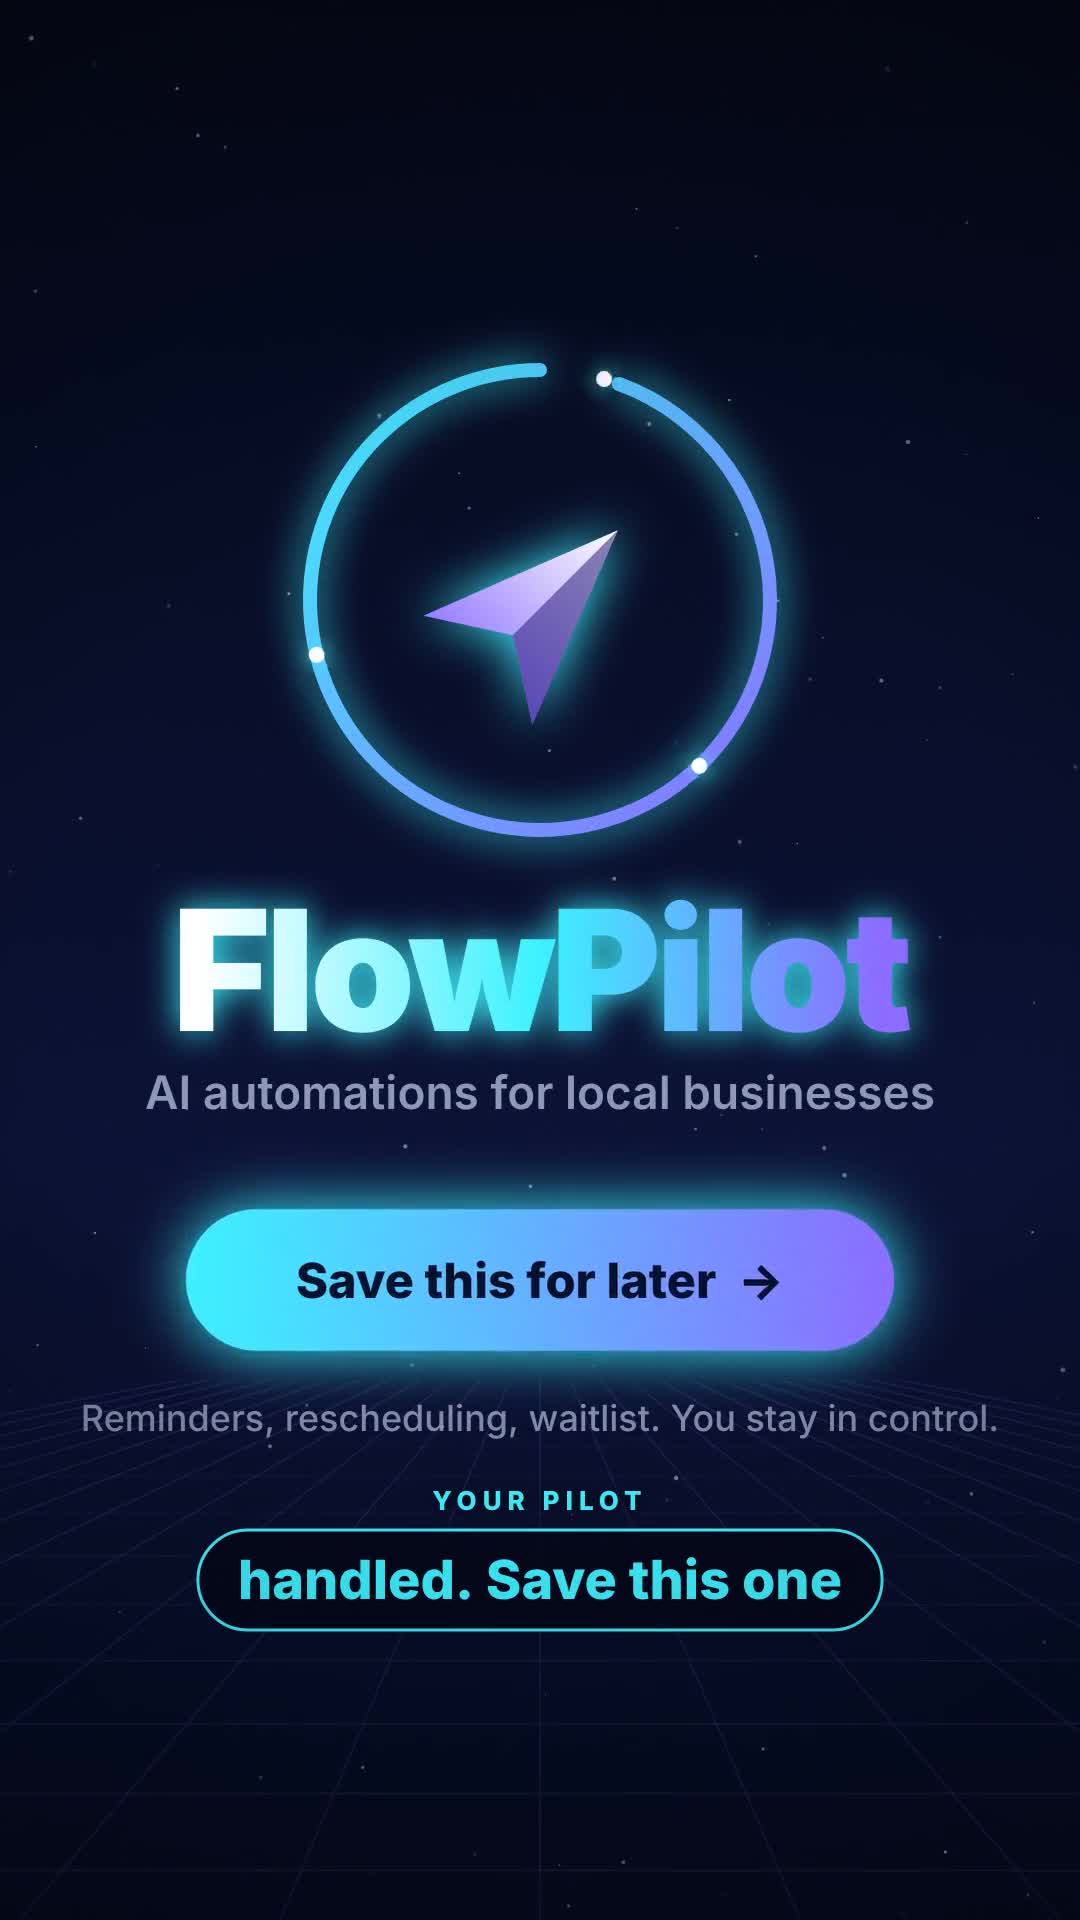 FlowPilot
AI automations for local businesses
Save this for later →
Reminders, rescheduling, waitlist. You stay in control.
YOUR PILOT
handled. Save this one